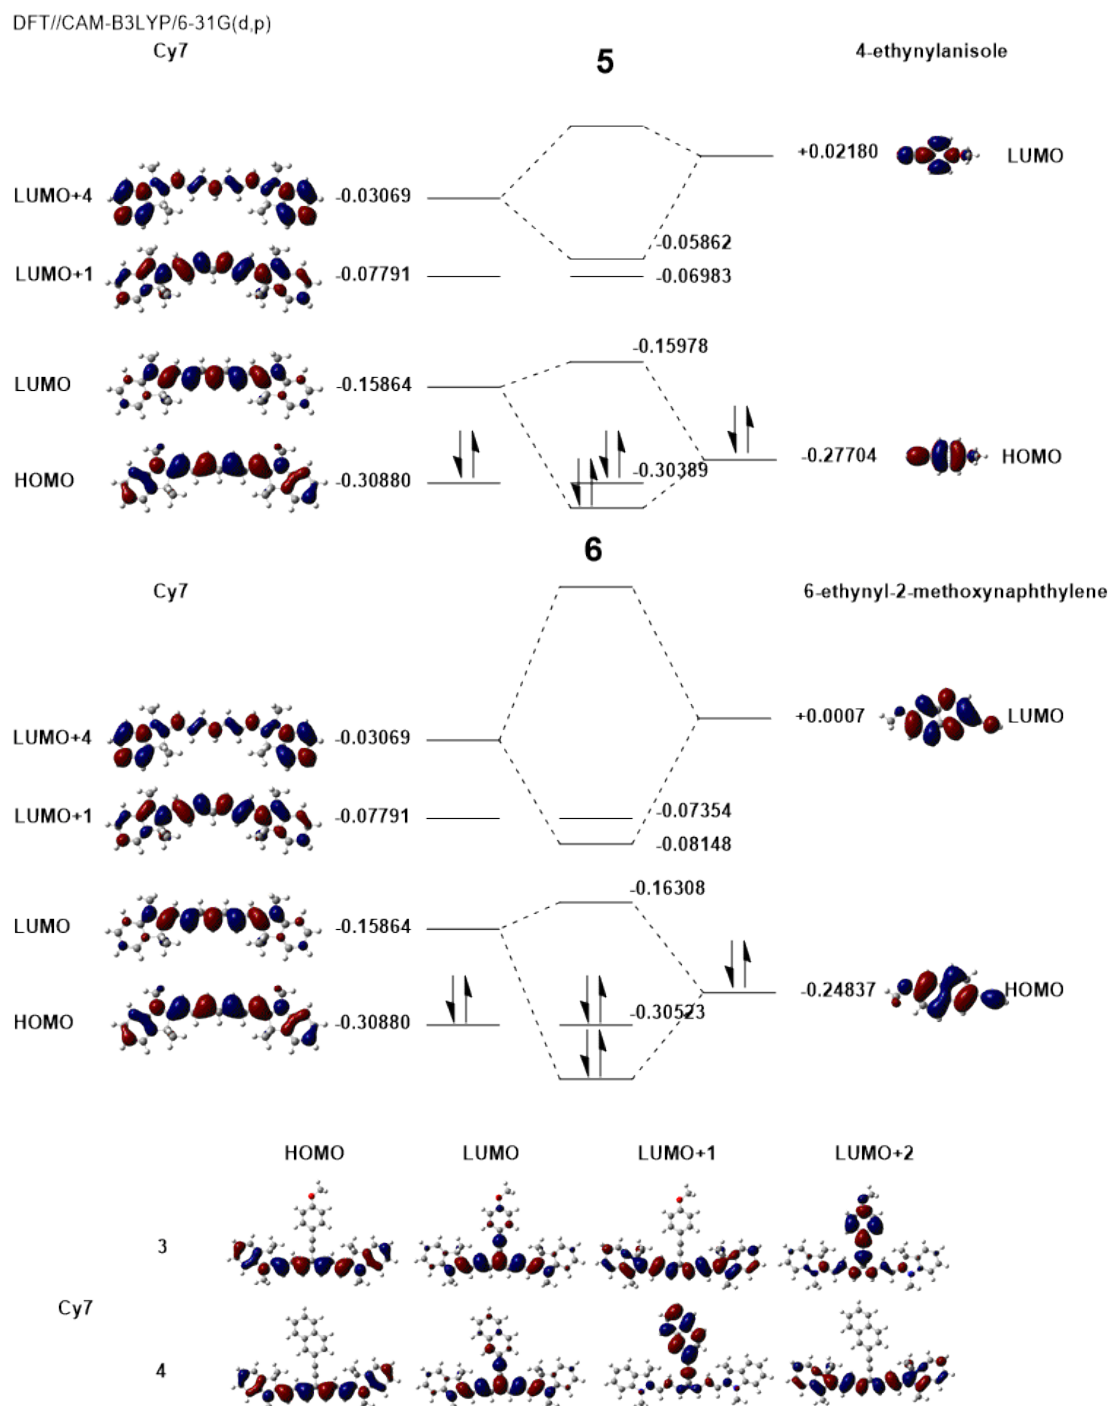 DFT//CAM-B3LYP/6-31G(d,p)
Cy7
5
4-ethynylanisole
+0.02180
LUMO
LUMO+4
-0.03069
-0.05862
LUMO+1
-0.07791
-0.06983
-0.15978
LUMO
-0.15864
-0.27704
HOMO
HOMO
-0.30880
-0.30389
6
Cy7
6-ethynyl-2-methoxynaphthylene
+0.0007
LUMO
LUMO+4
-0.03069
LUMO+1
-0.07791
-0.07354
-0.08148
-0.16308
LUMO
-0.15864
-0.24837
HOMO
HOMO
-0.30880
-0.30523
HOMO LUMO LUMO+1 LUMO+2
3
Cy7
4